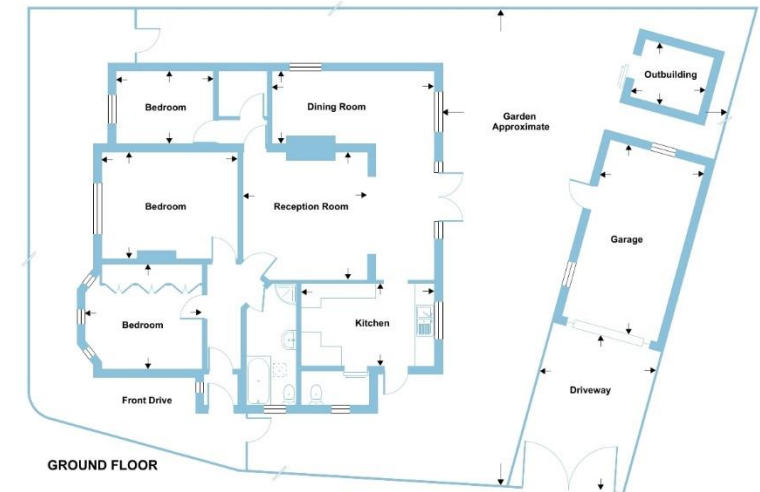 Bedroom
Dining Room
Outbuilding
Garden
Approximate
Bedroom
Reception Room
Garage
Bedroom
Kitchen
Front Drive
Driveway
GROUND FLOOR